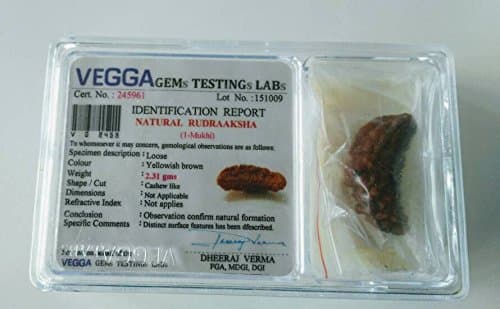 VEGGA GEMs TESTINGs LABs
Cert. No. : 245961 Lot No. :151009
IDENTIFICATION REPORT
NATURAL RUDRAAKSHA
(1-Mukhi)
V G 8458
To whomsoever it may concern, gemological observations are as follows:
Specimen description : Loose
Colour : Yellowish brown
Weight : 2.31 gms
Shape / Cut : Cashew like
Dimensions : Not Applicable
Refractive Index : Not applies
Conclusion : Observation confirm natural formation
Specific Comments : Distinct surface features has been difescribed.
VEGGA GEMS TESTING LABS
DHEERAJ VERMA
PGA, MDGI, DGI